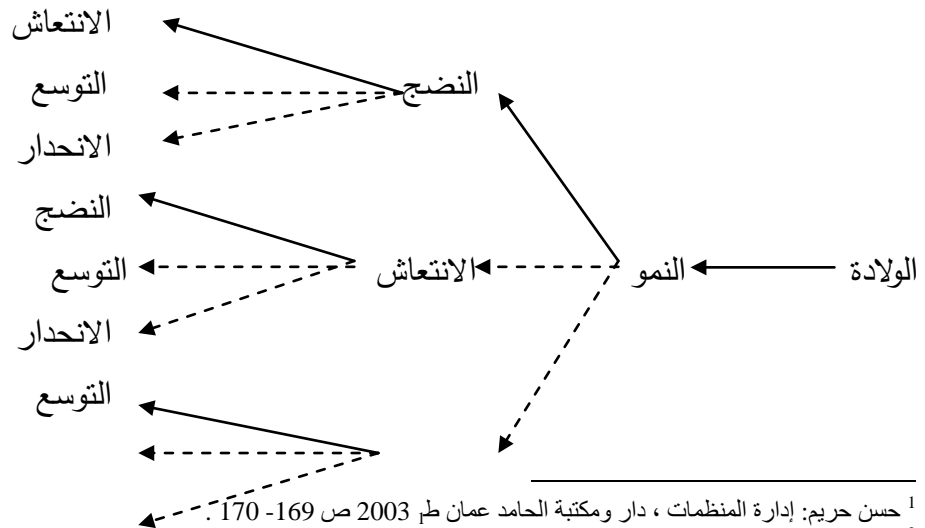 الانتعاش
النضج
التوسع
الانحدار
النضج
الولادة النمو الانتعاش التوسع
الانحدار
التوسع
1 حسن حريم: إدارة المنظمات ، دار ومكتبة الحامد عمان ط1 2003 ص 169- 170 .